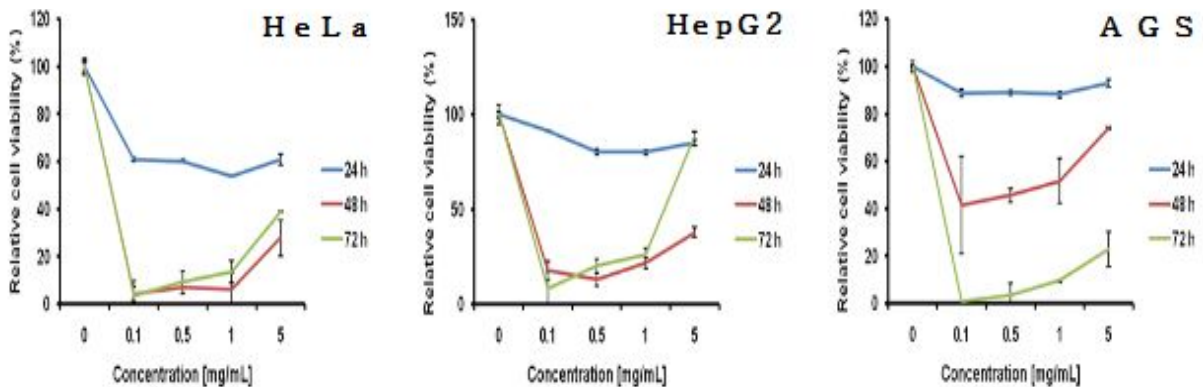 HeLa
120
100
80
60
40
20
0
Relative cell viability (%)
0 0.1 0.5 1 5
Concentration [mg/mL]
24 h
48 h
72 h
HepG2
150
100
50
0
Relative cell viability (%)
0 0.1 0.5 1 5
Concentration [mg/mL]
24 h
48 h
72 h
AGS
120
100
80
60
40
20
0
Relative cell viability (%)
0 0.1 0.5 1 5
Concentration [mg/mL]
24 h
48 h
72 h